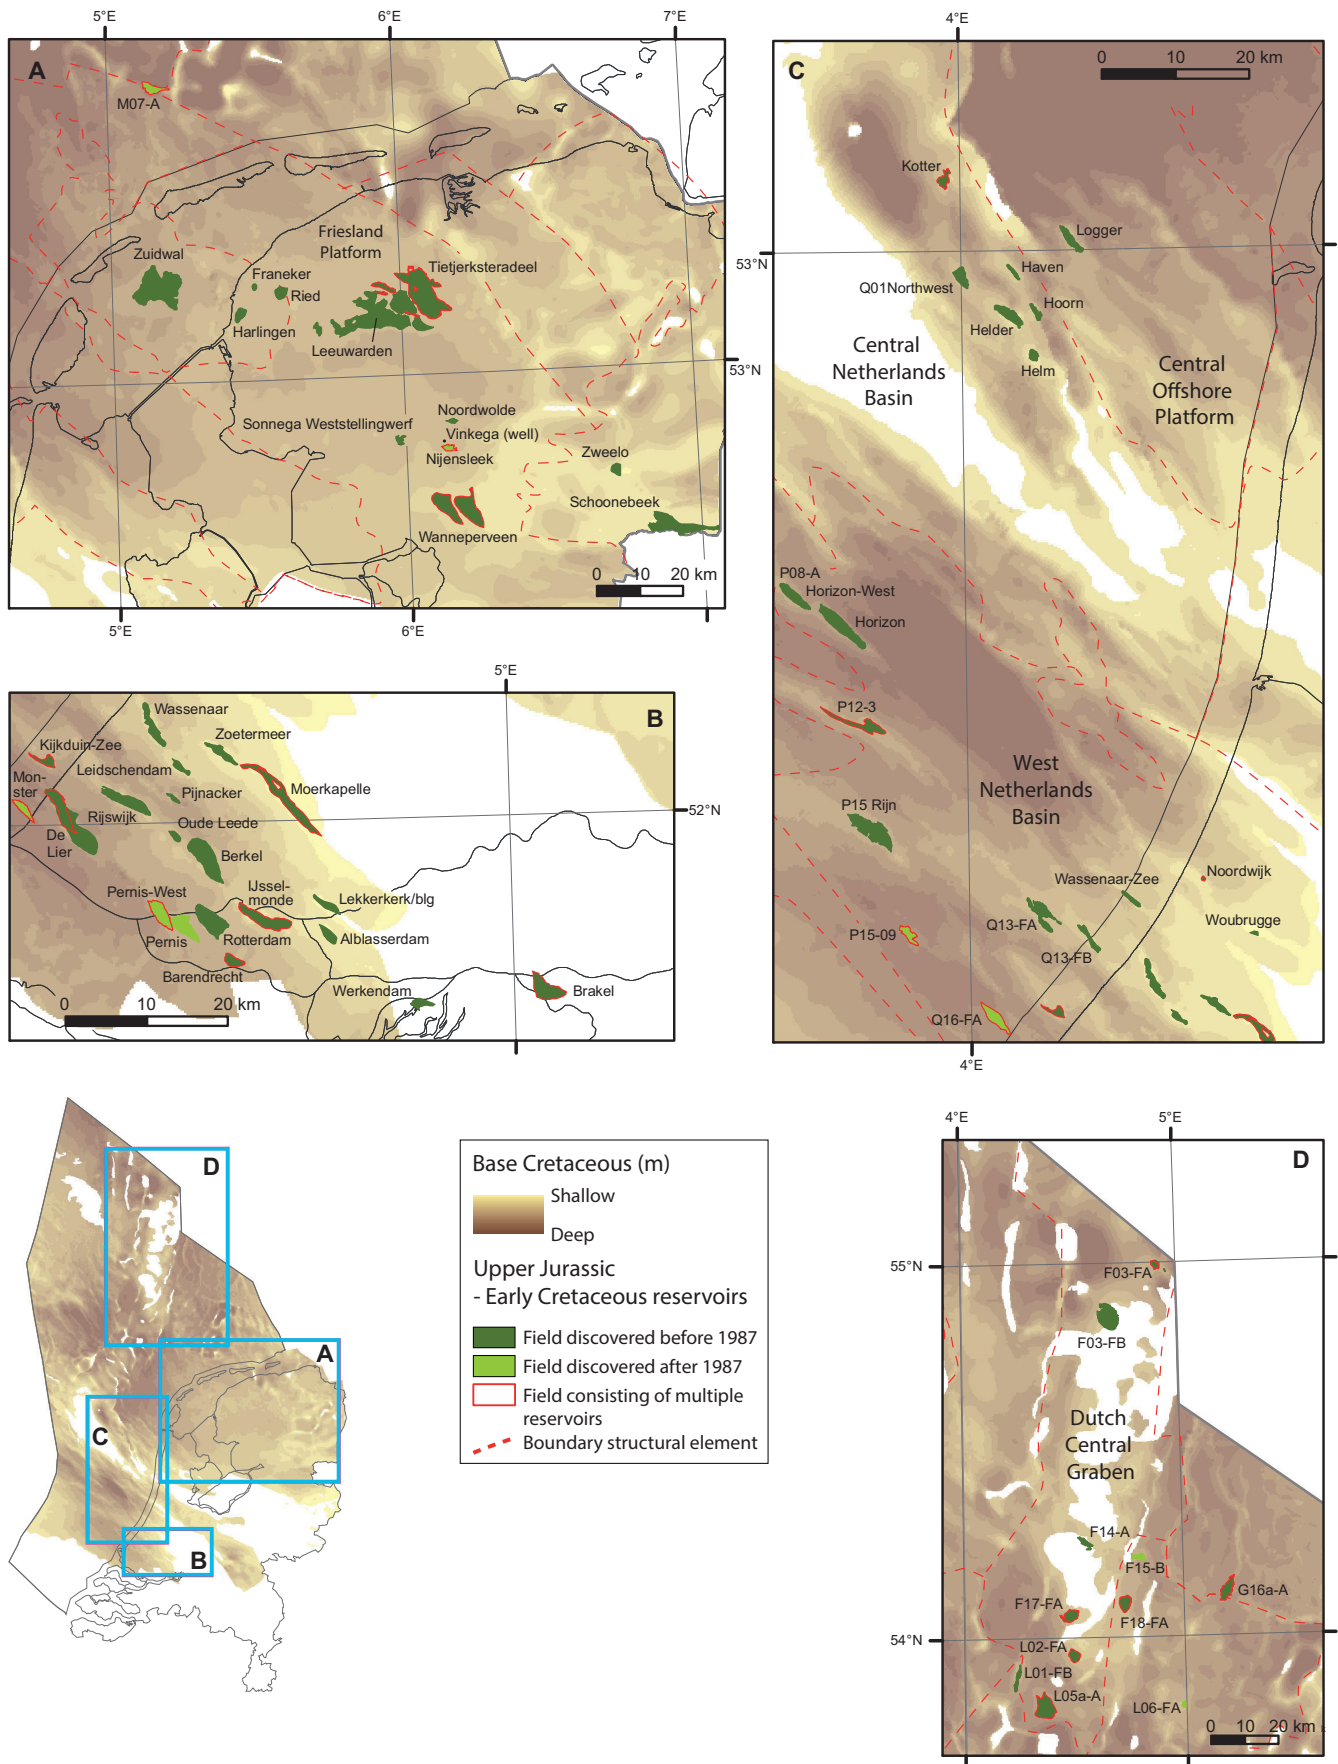 5°E
6°E
7°E
A
M07-A
Friesland
Platform
Zuidwal
Franeker
Ried
Harlingen
Tietjerksteradeel
Leeuwarden
53°N
Noordwolde
Sonnega Weststellingwerf
Vinkega (well)
Nijensleek
Zweelo
Schoonebeek
Wanneperveen
0 10 20 km
5°E
6°E
5°E
B
Wassenaar
Zoetermeer
Kijkduin-Zee
Leidschendam
Mon-
ster
Moerkapelle
Pijnacker
Rijswijk
52°N
De
Lier
Oude Leede
Berkel
Pernis-West
IJssel-
monde
Lekkerkerk/blg
Pernis
Rotterdam
Alblasserdam
Barendrecht
Werkendam
Brakel
0 10 20 km
4°E
C
0 10 20 km
Kotter
Logger
53°N
Haven
Q01Northwest
Hoorn
Helder
Helm
Central
Netherlands
Basin
Central
Offshore
Platform
P08-A
Horizon-West
Horizon
P12-3
West
Netherlands
Basin
P15 Rijn
Wassenaar-Zee
Noordwijk
Q13-FA
Woubrugge
P15-09
Q13-FB
Q16-FA
4°E
D
A
C
B
Base Cretaceous (m)
Shallow
Deep
Upper Jurassic
- Early Cretaceous reservoirs
Field discovered before 1987
Field discovered after 1987
Field consisting of multiple
reservoirs
Boundary structural element
4°E
5°E
D
55°N
F03-FA
F03-FB
Dutch
Central
Graben
F14-A
F15-B
G16a-A
F17-FA
F18-FA
54°N
L02-FA
L01-FB
L05a-A
L06-FA
0 10 20 km